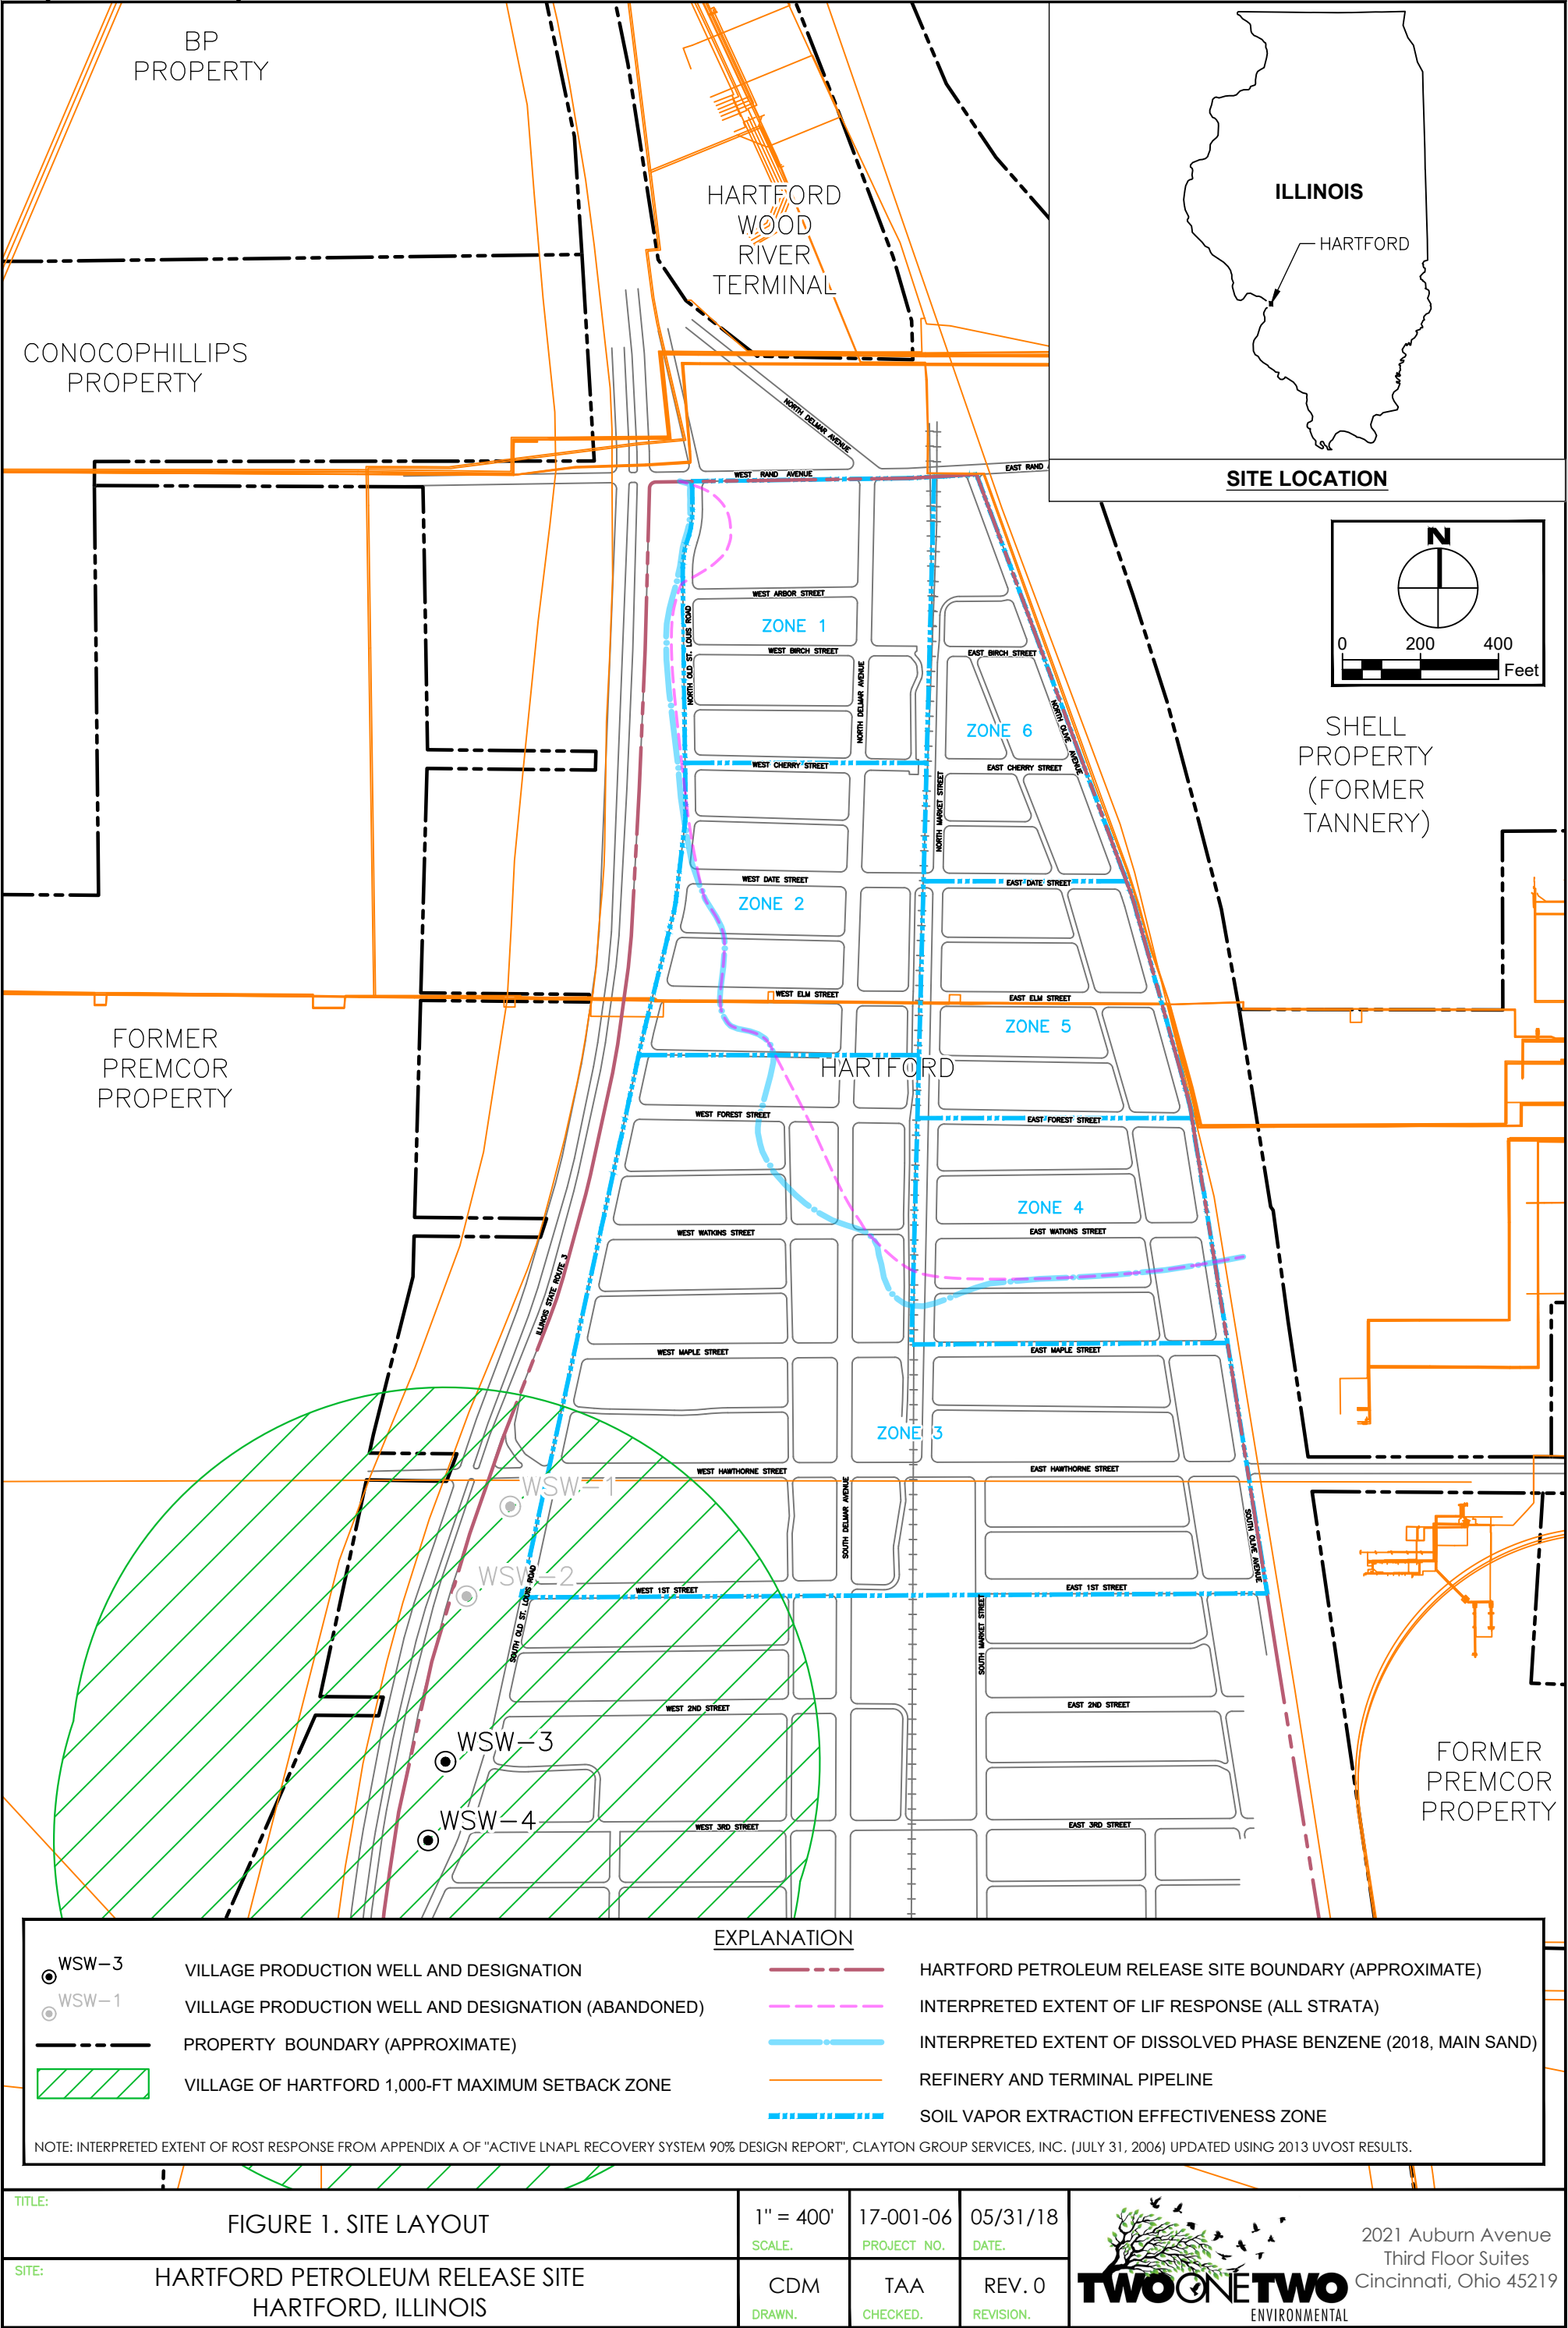 BP
PROPERTY
HARTFORD
WOOD
RIVER
TERMINAL
ILLINOIS
HARTFORD
SITE LOCATION
CONOCOPHILLIPS
PROPERTY
NORTH DELMAR AVENUE
WEST RAND AVENUE
EAST RAND
N
0 200 400
Feet
WEST ARBOR STREET
ZONE 1
NORTH OLD ST. LOUIS ROAD
WEST BIRCH STREET
EAST BIRCH STREET
NORTH DELMAR AVENUE
NORTH OLIVE AVENUE
ZONE 6
SHELL
PROPERTY
(FORMER
TANNERY)
WEST CHERRY STREET
EAST CHERRY STREET
NORTH MARKET STREET
WEST DATE STREET
EAST DATE STREET
ZONE 2
WEST ELM STREET
EAST ELM STREET
ZONE 5
FORMER
PREMCOR
PROPERTY
HARTFORD
WEST FOREST STREET
EAST FOREST STREET
ZONE 4
WEST WATKINS STREET
EAST WATKINS STREET
ILLINOIS STATE ROUTE 3
WEST MAPLE STREET
EAST MAPLE STREET
ZONE 3
WEST HAWTHORNE STREET
EAST HAWTHORNE STREET
WSW-1
SOUTH DELMAR AVENUE
SOUTH OLIVE AVENUE
WSW-2
WEST 1ST STREET
EAST 1ST STREET
SOUTH OLD ST. LOUIS ROAD
SOUTH MARKET STREET
WEST 2ND STREET
EAST 2ND STREET
WSW-3
FORMER
PREMCOR
PROPERTY
WSW-4
WEST 3RD STREET
EAST 3RD STREET
EXPLANATION
WSW-3 VILLAGE PRODUCTION WELL AND DESIGNATION
WSW-1 VILLAGE PRODUCTION WELL AND DESIGNATION (ABANDONED)
PROPERTY BOUNDARY (APPROXIMATE)
VILLAGE OF HARTFORD 1,000-FT MAXIMUM SETBACK ZONE
HARTFORD PETROLEUM RELEASE SITE BOUNDARY (APPROXIMATE)
INTERPRETED EXTENT OF LIF RESPONSE (ALL STRATA)
INTERPRETED EXTENT OF DISSOLVED PHASE BENZENE (2018, MAIN SAND)
REFINERY AND TERMINAL PIPELINE
SOIL VAPOR EXTRACTION EFFECTIVENESS ZONE
NOTE: INTERPRETED EXTENT OF ROST RESPONSE FROM APPENDIX A OF "ACTIVE LNAPL RECOVERY SYSTEM 90% DESIGN REPORT", CLAYTON GROUP SERVICES, INC. (JULY 31, 2006) UPDATED USING 2013 UVOST RESULTS.
TITLE:
FIGURE 1. SITE LAYOUT
SITE:
HARTFORD PETROLEUM RELEASE SITE
HARTFORD, ILLINOIS
1" = 400' 17-001-06 05/31/18
SCALE. PROJECT NO. DATE.
CDM TAA REV. 0
DRAWN. CHECKED. REVISION.
TWOONETWO
ENVIRONMENTAL
2021 Auburn Avenue
Third Floor Suites
Cincinnati, Ohio 45219